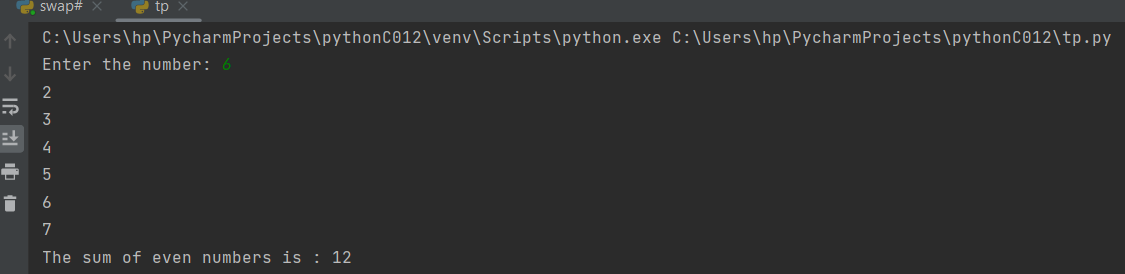 swap# tp
C:\Users\hp\PycharmProjects\pythonC012\venv\Scripts\python.exe C:\Users\hp\PycharmProjects\pythonC012\tp.py
Enter the number: 6
2
3
4
5
6
7
The sum of even numbers is : 12